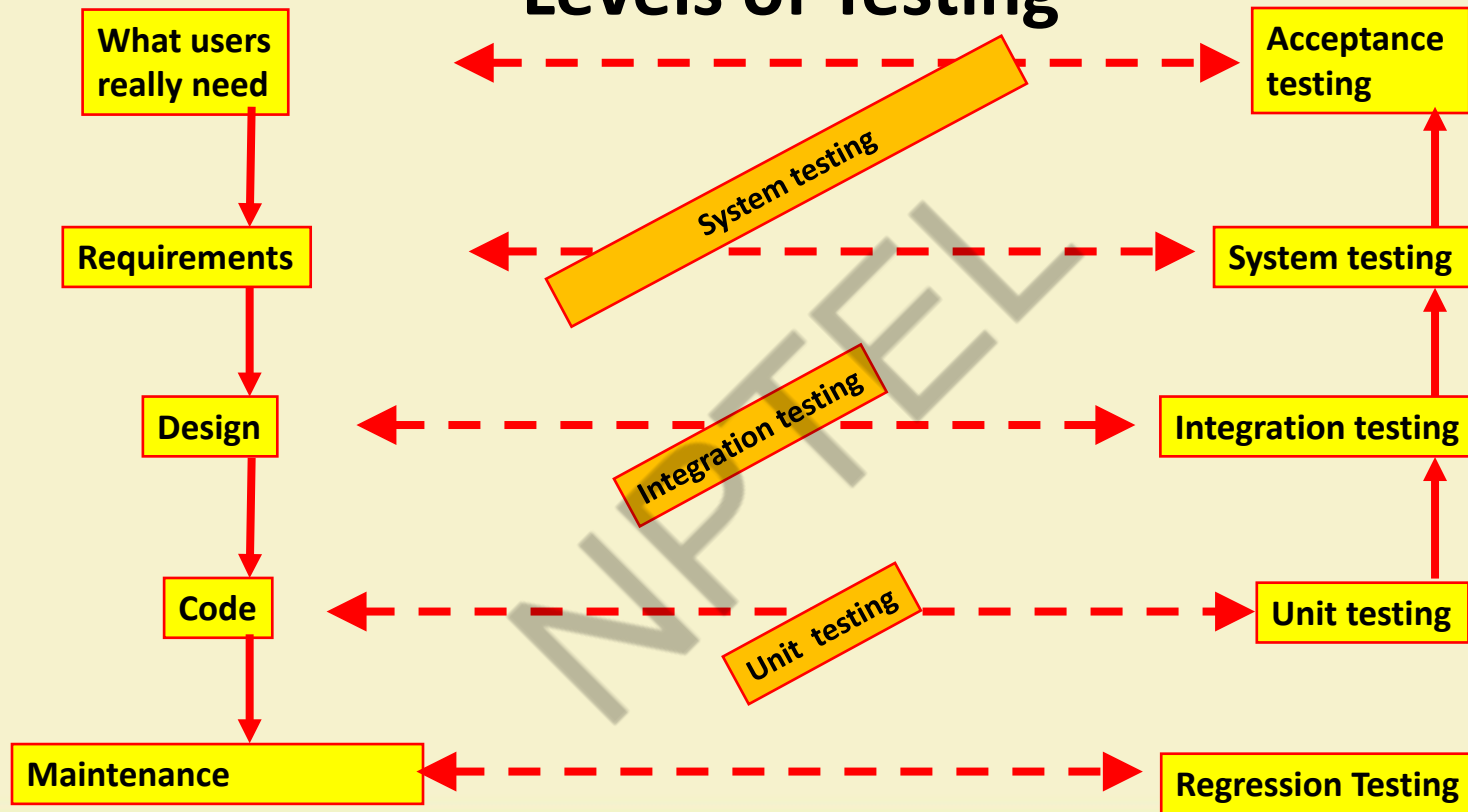 Levels of Testing
What users
really need
Acceptance
testing
System testing
Requirements
System testing
Integration testing
Design
Integration testing
Code
Unit testing
Unit testing
Maintenance
Regression Testing
NPTEL